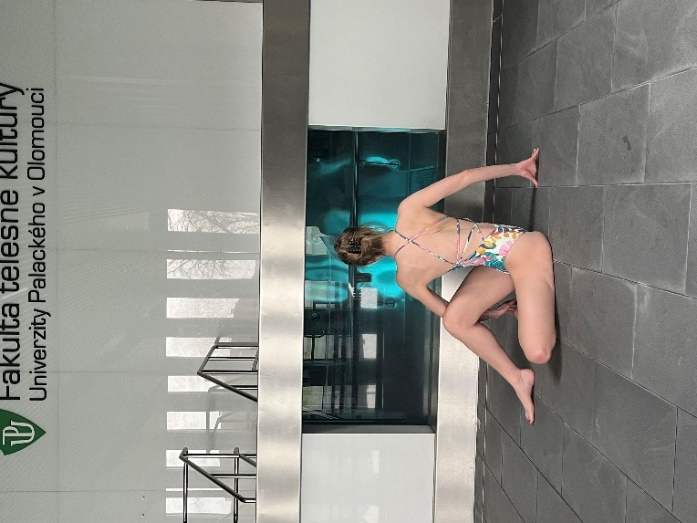 Fakulta tělesné kultury
Univerzity Palackého v Olomouci